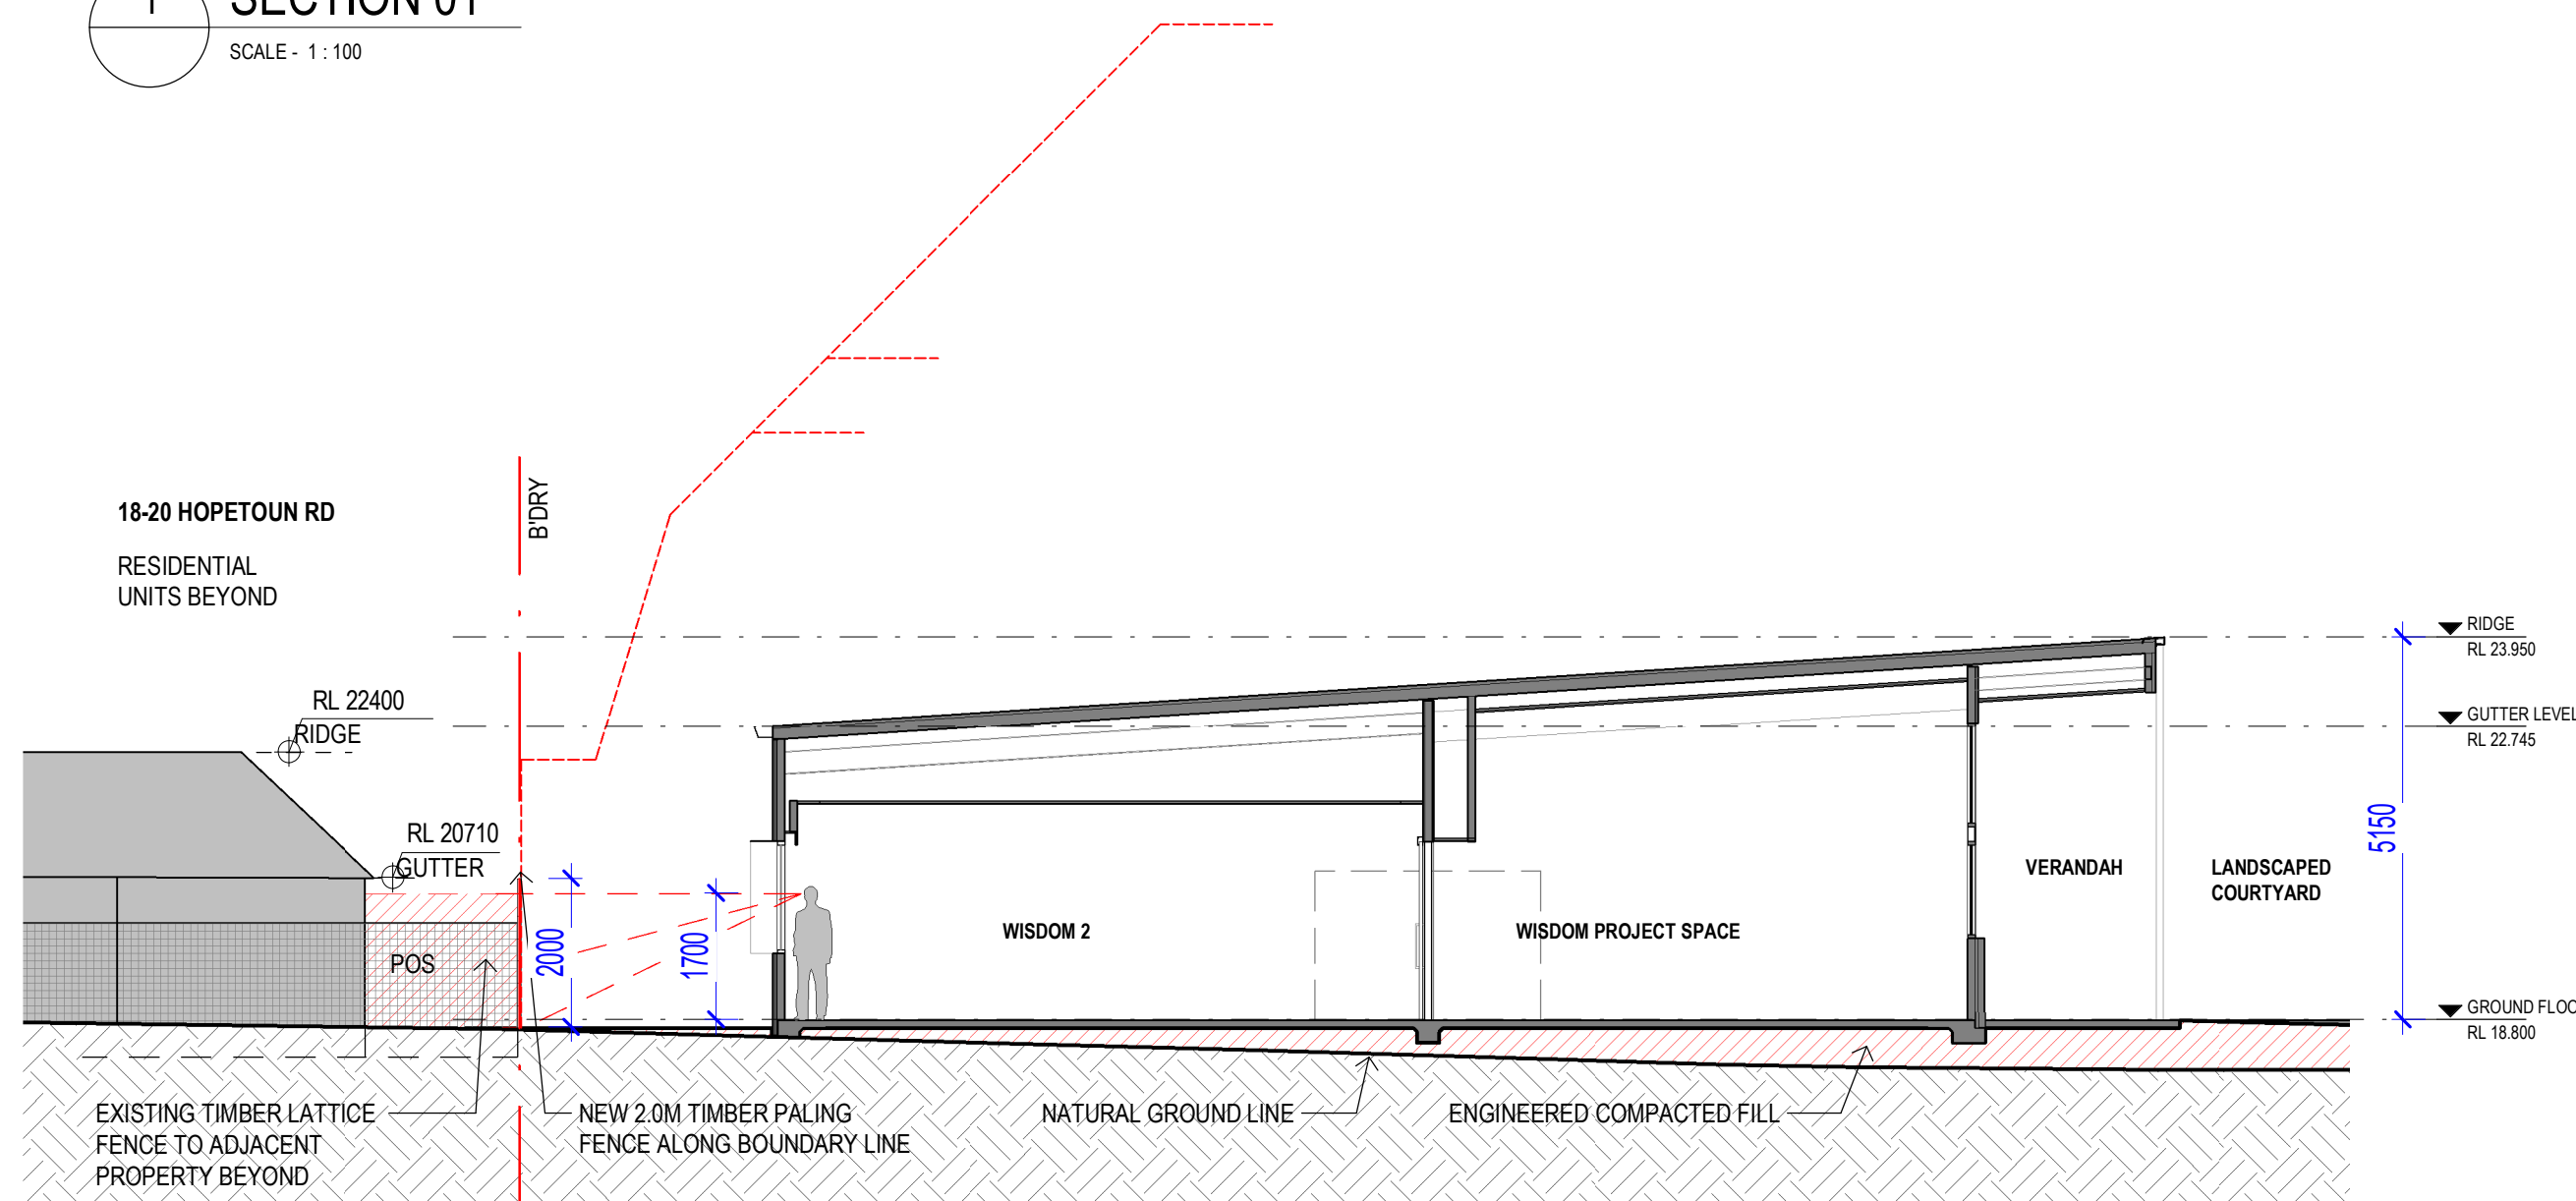 1
SECTION 01
SCALE - 1 : 100
18-20 HOPETOUN RD
RESIDENTIAL
UNITS BEYOND
B'DRY
RL 22400
RIDGE
RL 20710
GUTTER
POS
2000
1700
WISDOM 2
WISDOM PROJECT SPACE
VERANDAH
LANDSCAPED
COURTYARD
5150
RIDGE
RL 23.950
GUTTER LEVEL
RL 22.745
GROUND FLOO
RL 18.800
EXISTING TIMBER LATTICE
FENCE TO ADJACENT
PROPERTY BEYOND
NEW 2.0M TIMBER PALING
FENCE ALONG BOUNDARY LINE
NATURAL GROUND LINE
ENGINEERED COMPACTED FILL